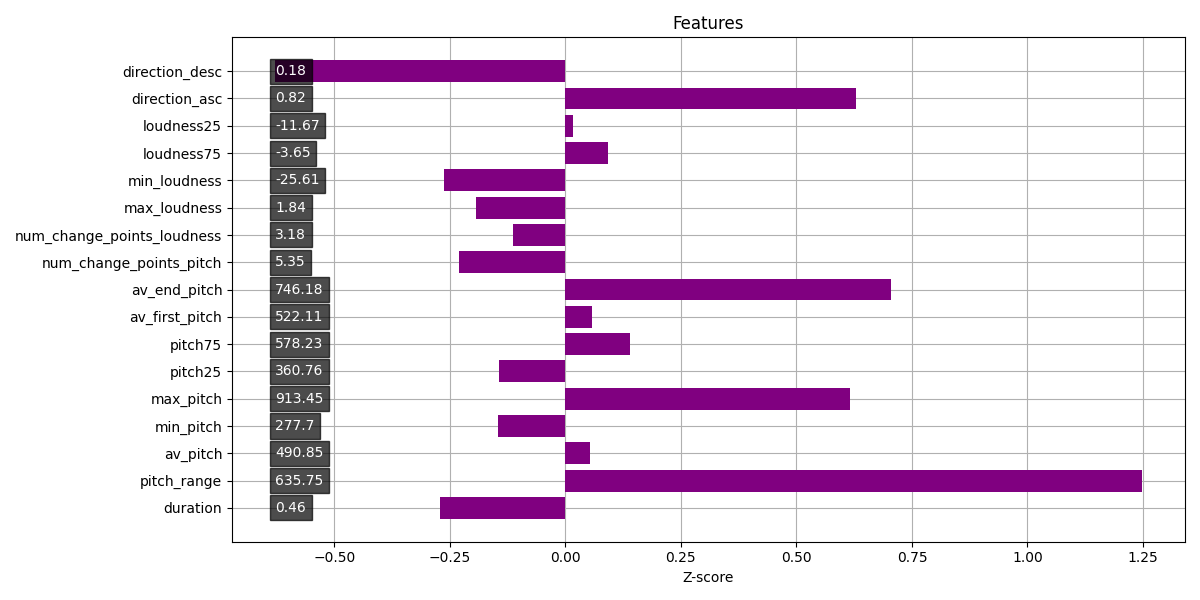 Features
direction_desc 0.18
direction_asc 0.82
loudness25 -11.67
loudness75 -3.65
min_loudness -25.61
max_loudness 1.84
num_change_points_loudness 3.18
num_change_points_pitch 5.35
av_end_pitch 746.18
av_first_pitch 522.11
pitch75 578.23
pitch25 360.76
max_pitch 913.45
min_pitch 277.7
av_pitch 490.85
pitch_range 635.75
duration 0.46
−0.50 −0.25 0.00 0.25 0.50 0.75 1.00 1.25
Z-score